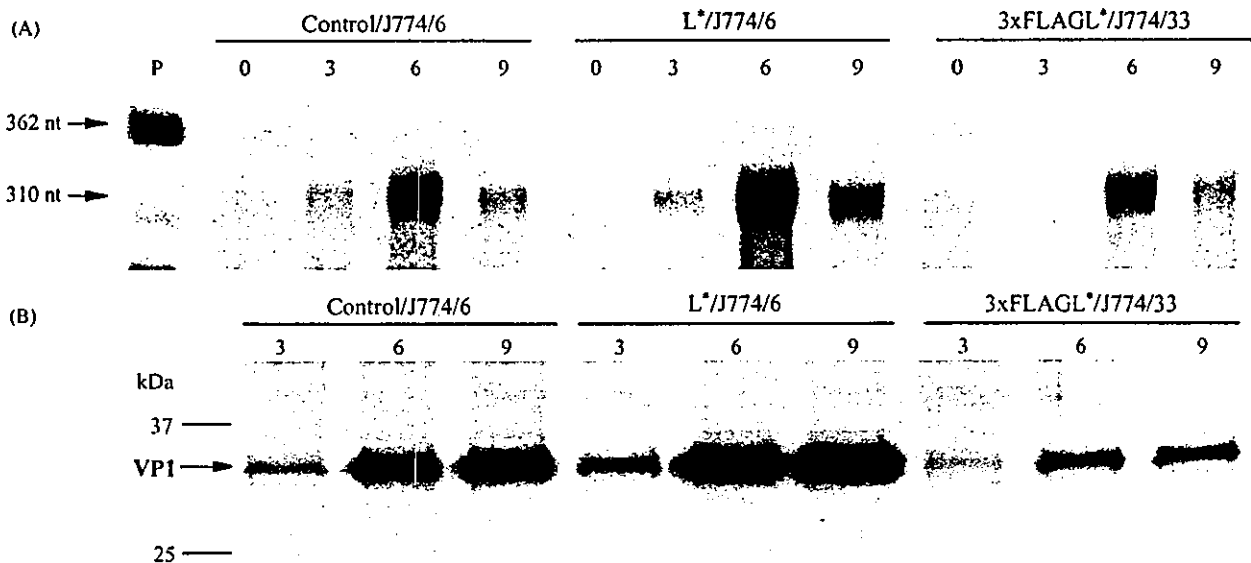 (A)
Control/J774/6 L*/J774/6 3xFLAGL*/J774/33
P 0 3 6 9 0 3 6 9 0 3 6 9
362 nt
310 nt
(B)
Control/J774/6 L*/J774/6 3xFLAGL*/J774/33
3 6 9 3 6 9 3 6 9
kDa
37
VP1
25